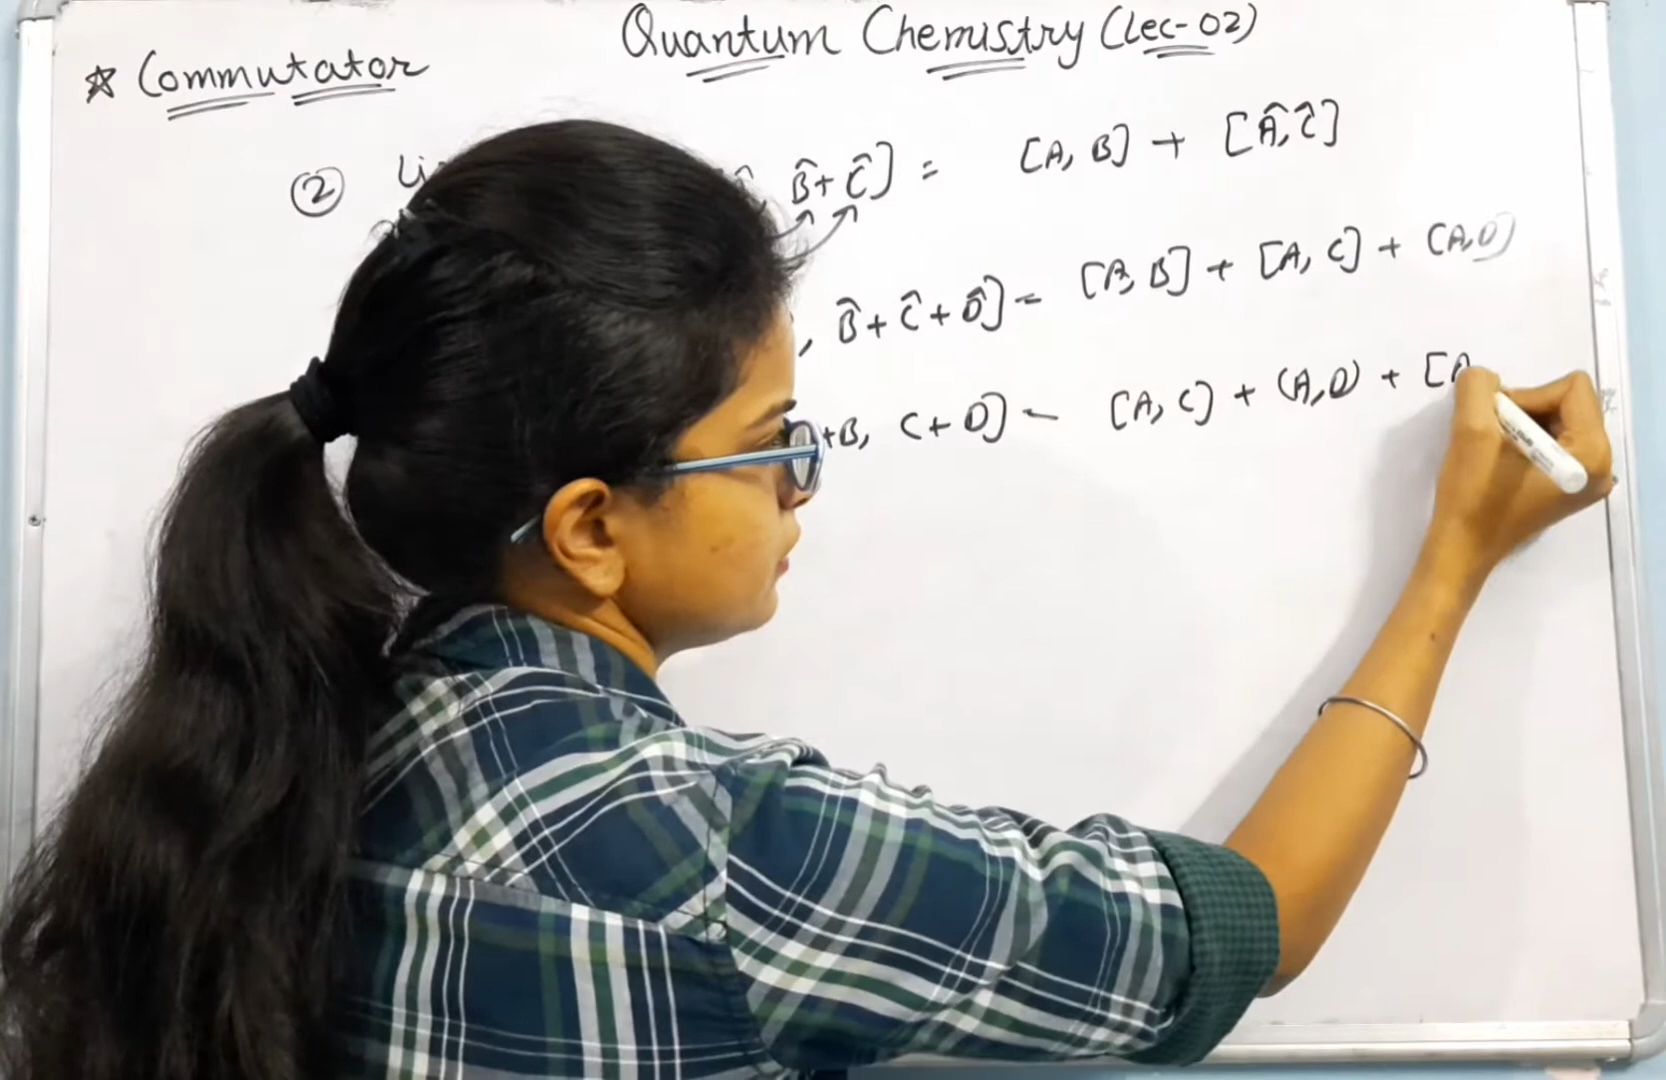 Quantum Chemistry (Lec-02)
☆ Commutator
② Li B̂+Ĉ] = [A, B] + [Â,Ĉ]
, B̂+Ĉ+D̂] = [A, B] + [A, C] + [A,D]
+B, C+D] = [A, C] + (A,D) + [A